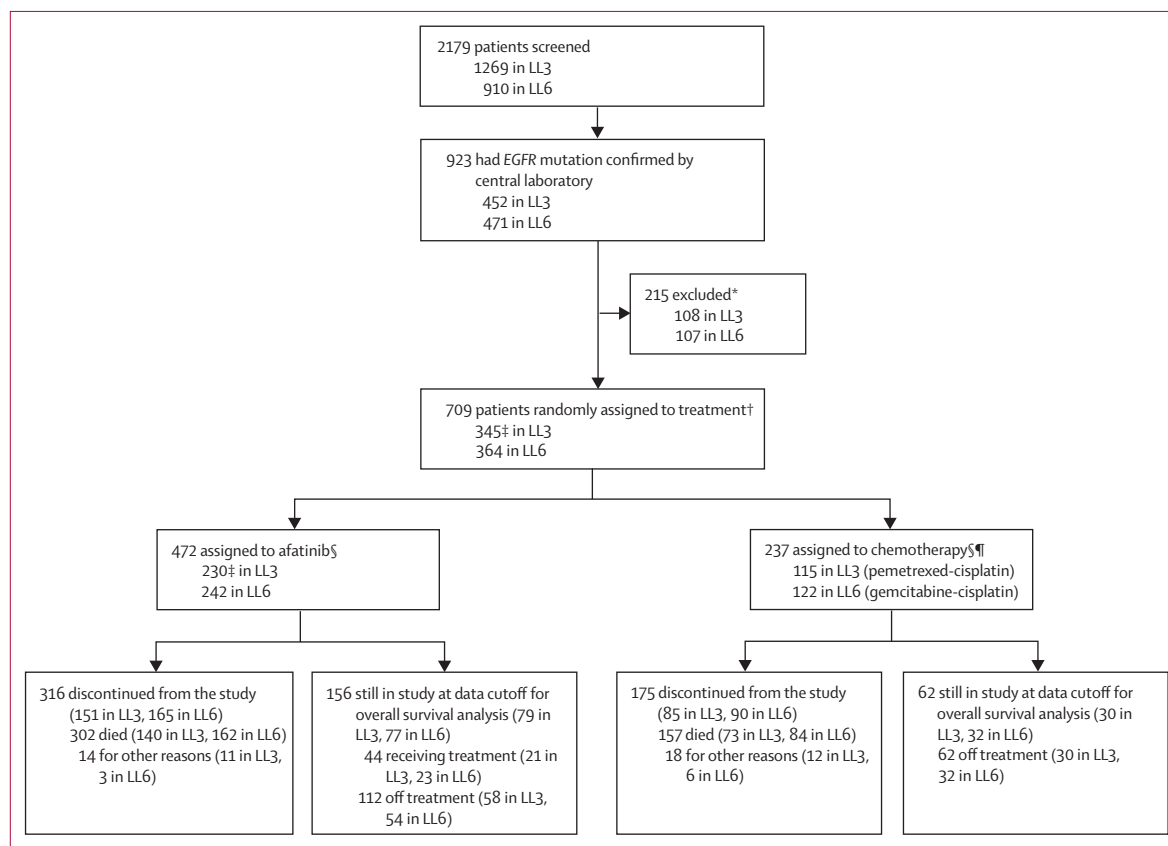 2179 patients screened
1269 in LL3
910 in LL6
923 had EGFR mutation confirmed by
central laboratory
452 in LL3
471 in LL6
215 excluded*
108 in LL3
107 in LL6
709 patients randomly assigned to treatment†
345‡ in LL3
364 in LL6
472 assigned to afatinib§
230‡ in LL3
242 in LL6
237 assigned to chemotherapy§¶
115 in LL3 (pemetrexed-cisplatin)
122 in LL6 (gemcitabine-cisplatin)
316 discontinued from the study
(151 in LL3, 165 in LL6)
302 died (140 in LL3, 162 in LL6)
14 for other reasons (11 in LL3,
3 in LL6)
156 still in study at data cutoff for
overall survival analysis (79 in
LL3, 77 in LL6)
44 receiving treatment (21 in
LL3, 23 in LL6)
112 off treatment (58 in LL3,
54 in LL6)
175 discontinued from the study
(85 in LL3, 90 in LL6)
157 died (73 in LL3, 84 in LL6)
18 for other reasons (12 in LL3,
6 in LL6)
62 still in study at data cutoff for
overall survival analysis (30 in
LL3, 32 in LL6)
62 off treatment (30 in LL3,
32 in LL6)